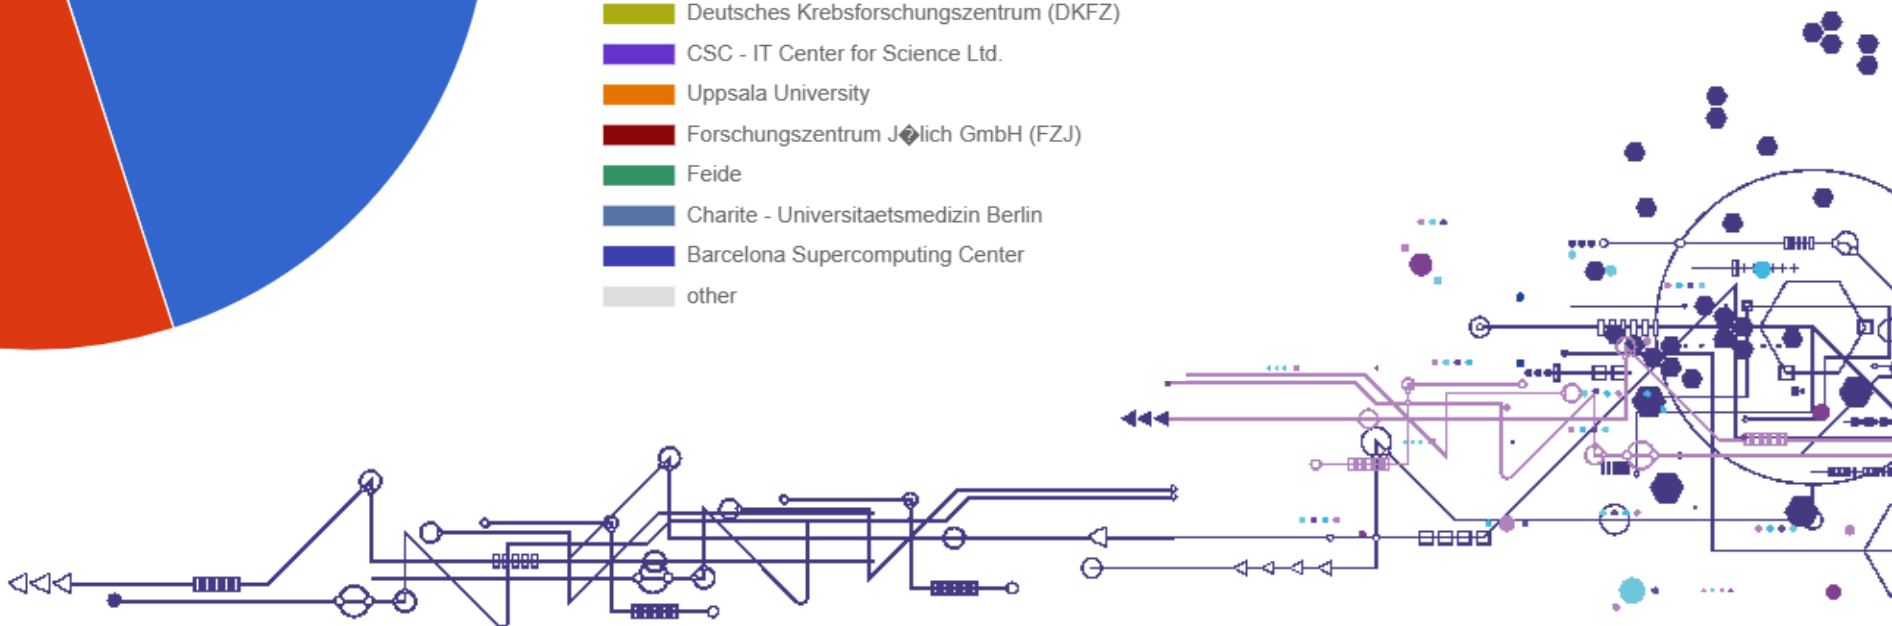 Deutsches Krebsforschungszentrum (DKFZ)
CSC - IT Center for Science Ltd.
Uppsala University
Forschungszentrum J�lich GmbH (FZJ)
Feide
Charite - Universitaetsmedizin Berlin
Barcelona Supercomputing Center
other